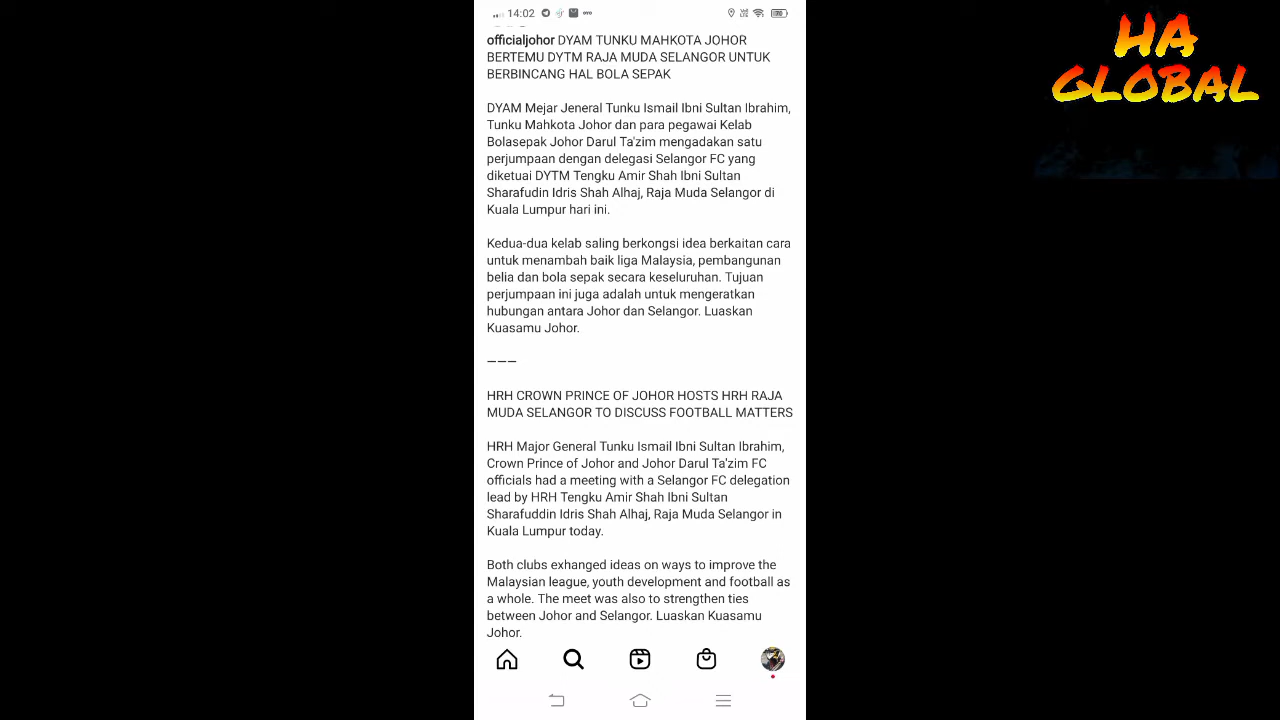 14:02
HA
GLOBAL
officialjohor DYAM TUNKU MAHKOTA JOHOR
BERTEMU DYTM RAJA MUDA SELANGOR UNTUK
BERBINCANG HAL BOLA SEPAK
DYAM Mejar Jeneral Tunku Ismail Ibni Sultan Ibrahim,
Tunku Mahkota Johor dan para pegawai Kelab
Bolasepak Johor Darul Ta'zim mengadakan satu
perjumpaan dengan delegasi Selangor FC yang
diketuai DYTM Tengku Amir Shah Ibni Sultan
Sharafudin Idris Shah Alhaj, Raja Muda Selangor di
Kuala Lumpur hari ini.
Kedua-dua kelab saling berkongsi idea berkaitan cara
untuk menambah baik liga Malaysia, pembangunan
belia dan bola sepak secara keseluruhan. Tujuan
perjumpaan ini juga adalah untuk mengeratkan
hubungan antara Johor dan Selangor. Luaskan
Kuasamu Johor.
———
HRH CROWN PRINCE OF JOHOR HOSTS HRH RAJA
MUDA SELANGOR TO DISCUSS FOOTBALL MATTERS
HRH Major General Tunku Ismail Ibni Sultan Ibrahim,
Crown Prince of Johor and Johor Darul Ta'zim FC
officials had a meeting with a Selangor FC delegation
lead by HRH Tengku Amir Shah Ibni Sultan
Sharafuddin Idris Shah Alhaj, Raja Muda Selangor in
Kuala Lumpur today.
Both clubs exhanged ideas on ways to improve the
Malaysian league, youth development and football as
a whole. The meet was also to strengthen ties
between Johor and Selangor. Luaskan Kuasamu
Johor.